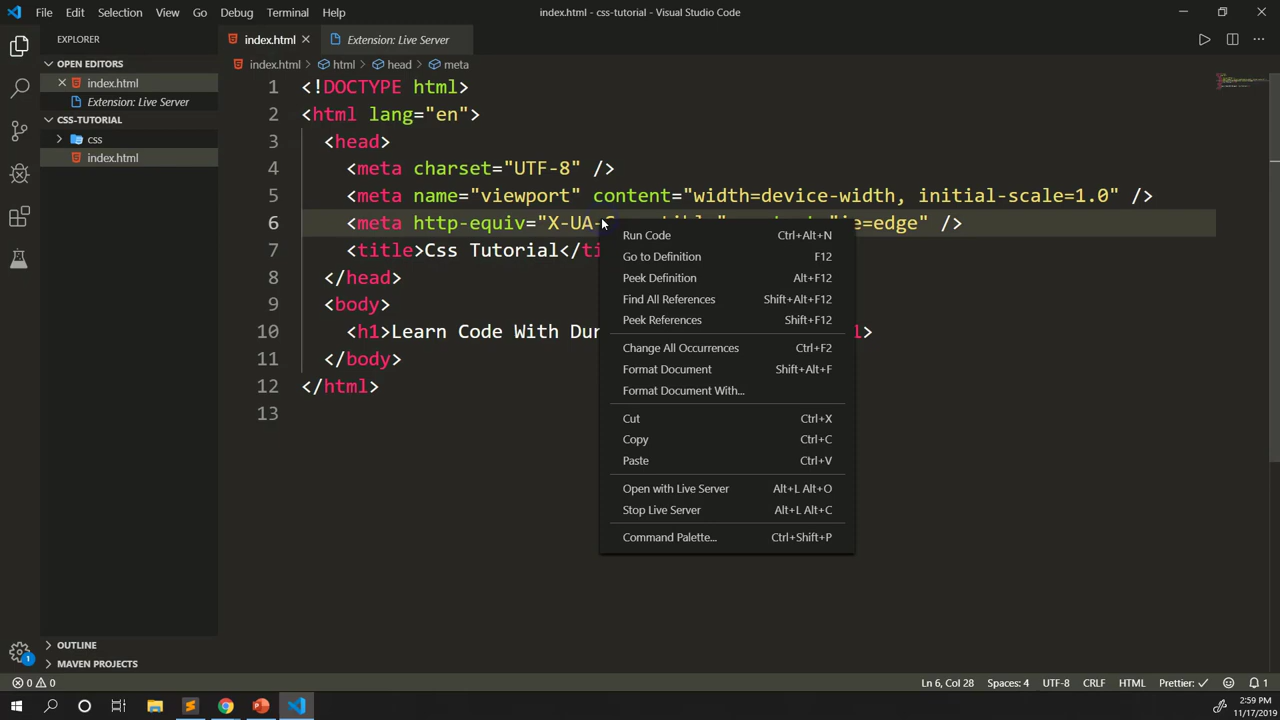 File Edit Selection View Go Debug Terminal Help
index.html - css-tutorial - Visual Studio Code
EXPLORER
index.html
Extension: Live Server
OPEN EDITORS
index.html
Extension: Live Server
CSS-TUTORIAL
css
index.html
index.html > html > head > meta
1 <!DOCTYPE html>
2 <html lang="en">
3 <head>
4 <meta charset="UTF-8" />
5 <meta name="viewport" content="width=device-width, initial-scale=1.0" />
6 <meta http-equiv="X-UA- ie=edge" />
7 <title>Css Tutorial</ti
8 </head>
9 <body>
10 <h1>Learn Code With Dur l>
11 </body>
12 </html>
13
Run Code Ctrl+Alt+N
Go to Definition F12
Peek Definition Alt+F12
Find All References Shift+Alt+F12
Peek References Shift+F12
Change All Occurrences Ctrl+F2
Format Document Shift+Alt+F
Format Document With...
Cut Ctrl+X
Copy Ctrl+C
Paste Ctrl+V
Open with Live Server Alt+L Alt+O
Stop Live Server Alt+L Alt+C
Command Palette... Ctrl+Shift+P
OUTLINE
MAVEN PROJECTS
1
0 0
Ln 6, Col 28 Spaces: 4 UTF-8 CRLF HTML Prettier: ✓ 1
2:59 PM
11/17/2019